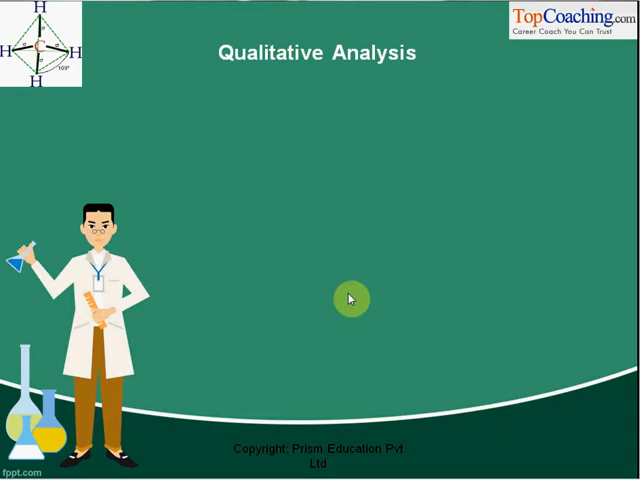 H
TopCoaching.com
Career Coach You Can Trust
Qualitative Analysis
H C H
H
109°
Copyright: Prism Education Pvt
Ltd
fppt.com